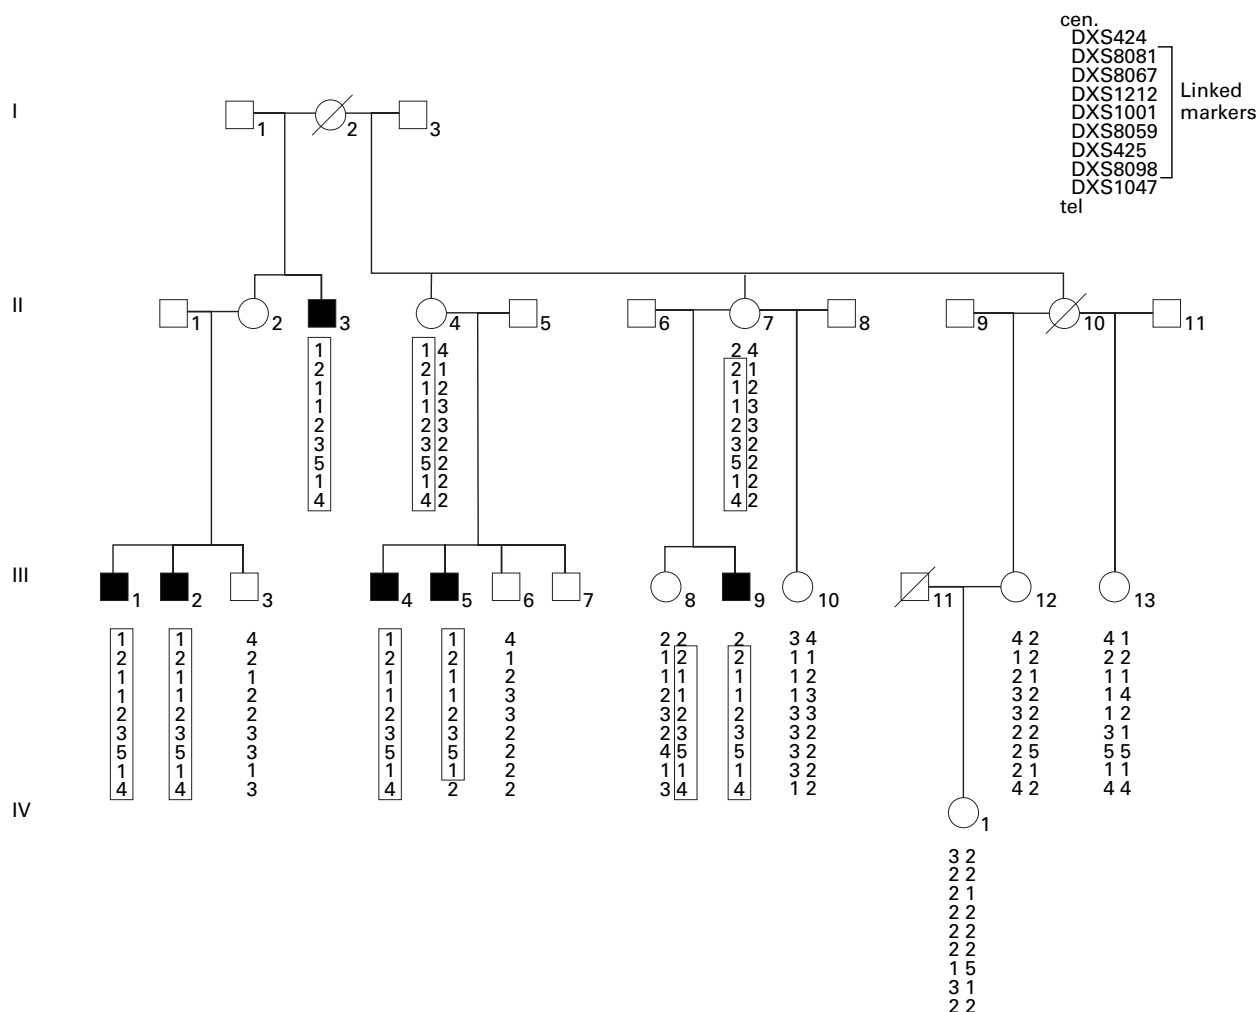 cen.
DXS424
DXS8081
DXS8067
DXS1212
DXS1001
DXS8059
DXS425
DXS8098
DXS1047
tel
Linked
markers
I
1 2 3
II
1 2 3 4 5 6 7 8 9 10 11
1 1 4 2 4
2 2 1 2 1
1 1 2 1 2
1 1 3 1 3
2 2 3 2 3
3 3 2 3 2
5 5 2 5 2
1 1 2 1 2
4 4 2 4 2
III
1 2 3 4 5 6 7 8 9 10 11 12 13
1 1 4 1 1 4 2 2 2 3 4 4 2 4 1
2 2 2 2 2 1 1 2 2 1 1 1 2 2 2
1 1 1 1 1 2 1 1 1 1 2 2 1 1 1
1 1 2 1 1 3 2 1 1 1 3 3 2 1 4
2 2 2 2 2 3 3 2 2 3 3 3 2 1 2
3 3 3 3 3 2 2 3 3 3 2 2 2 3 1
5 5 3 5 5 2 4 5 5 3 2 2 5 5 5
1 1 1 1 1 2 1 1 1 3 2 2 1 1 1
4 4 3 4 2 2 3 4 4 1 2 4 2 4 4
IV
1
3 2
2 2
2 1
2 2
2 2
2 2
1 5
3 1
2 2